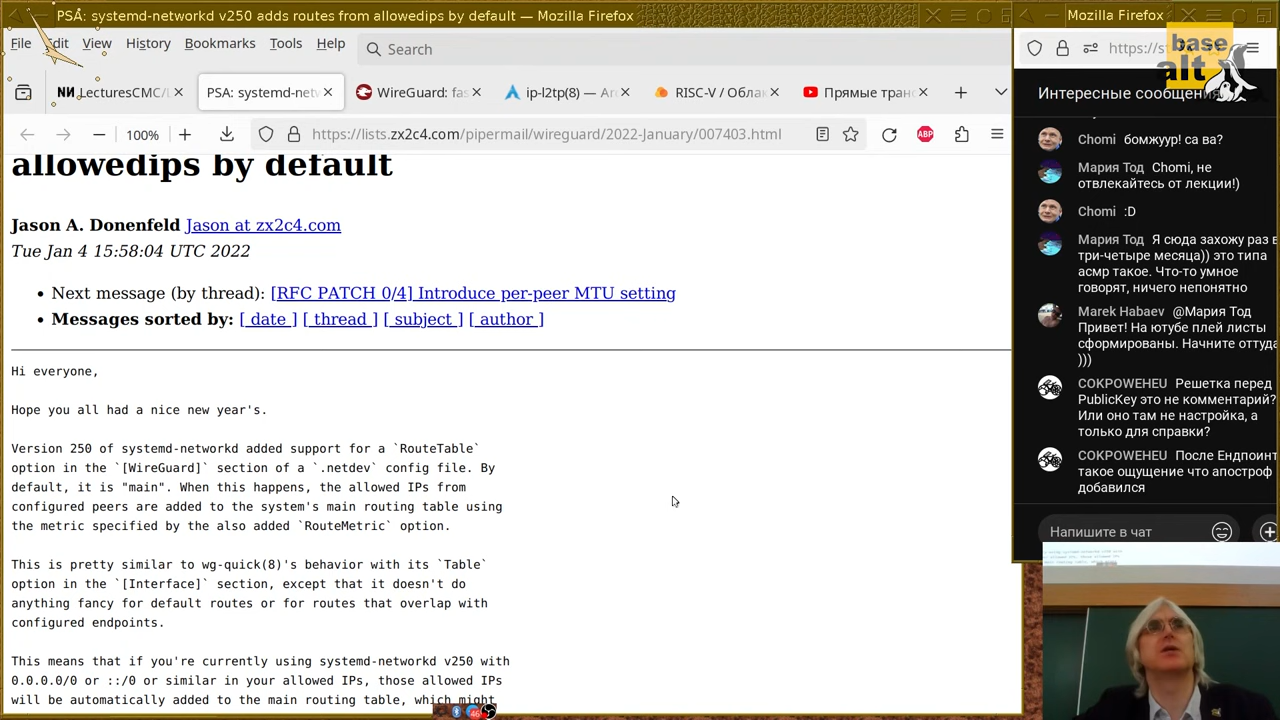 PSA: systemd-networkd v250 adds routes from allowedips by default — Mozilla Firefox
File Edit View History Bookmarks Tools Help
Search
LecturesCMC/L
PSA: systemd-netw
WireGuard: fas
ip-l2tp(8) — Ar
RISC-V / Обла
Прямые тран
100%
https://lists.zx2c4.com/pipermail/wireguard/2022-January/007403.html
ABP
allowedips by default
Jason A. Donenfeld Jason at zx2c4.com
Tue Jan 4 15:58:04 UTC 2022
• Next message (by thread): [RFC PATCH 0/4] Introduce per-peer MTU setting
• Messages sorted by: [ date ] [ thread ] [ subject ] [ author ]
Hi everyone,
Hope you all had a nice new year's.
Version 250 of systemd-networkd added support for a `RouteTable`
option in the `[WireGuard]` section of a `.netdev` config file. By
default, it is "main". When this happens, the allowed IPs from
configured peers are added to the system's main routing table using
the metric specified by the also added `RouteMetric` option.
This is pretty similar to wg-quick(8)'s behavior with its `Table`
option in the `[Interface]` section, except that it doesn't do
anything fancy for default routes or for routes that overlap with
configured endpoints.
This means that if you're currently using systemd-networkd v250 with
0.0.0.0/0 or ::/0 or similar in your allowed IPs, those allowed IPs
will be automatically added to the main routing table, which might
Mozilla Firefox
https://st
base
alt
Интересные сообщения
Chomi бомжуур! са ва?
Мария Тод Chomi, не
отвлекайтесь от лекции!)
Chomi :D
Мария Тод Я сюда захожу раз в
три-четыре месяца)) это типа
асмр такое. Что-то умное
говорят, ничего непонятно
Marek Habaev @Мария Тод
Привет! На ютубе плей листы
сформированы. Начните оттуда
)))
COKPOWEHEU Решетка перед
PublicKey это не комментарий?
Или оно там не настройка, а
только для справки?
COKPOWEHEU После Ендпоинт
такое ощущение что апостроф
добавился
Напишите в чат